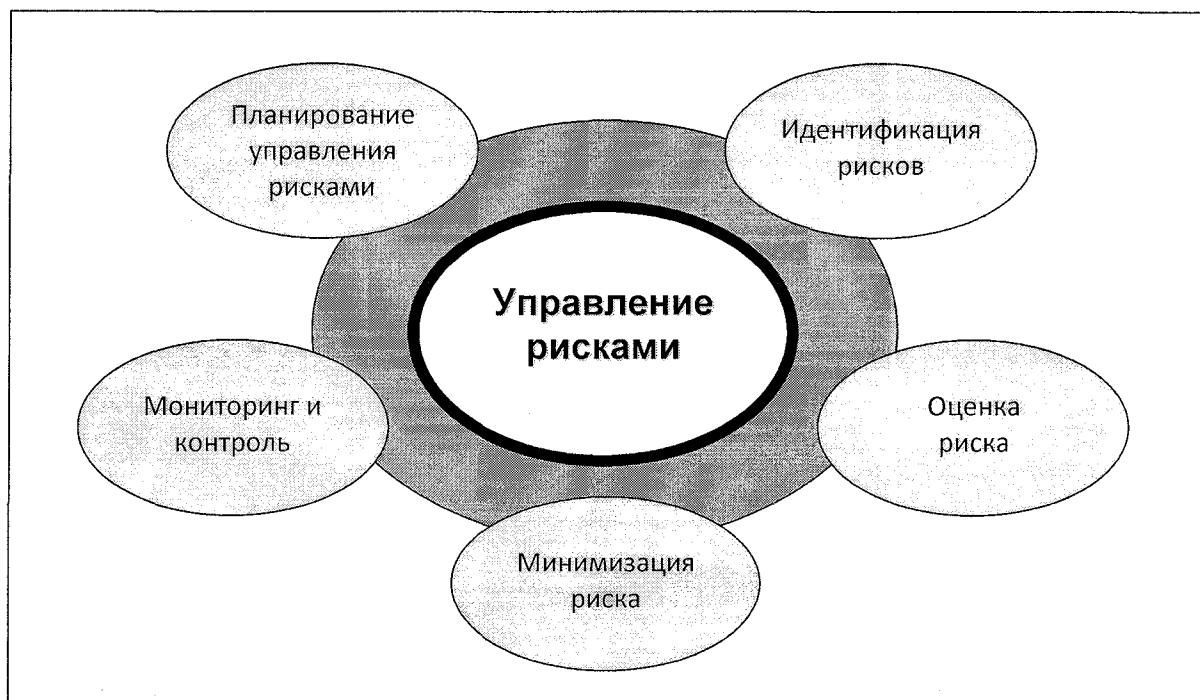 Планирование
управления
рисками
Идентификация
рисков
Управление
рисками
Мониторинг и
контроль
Оценка
риска
Минимизация
риска